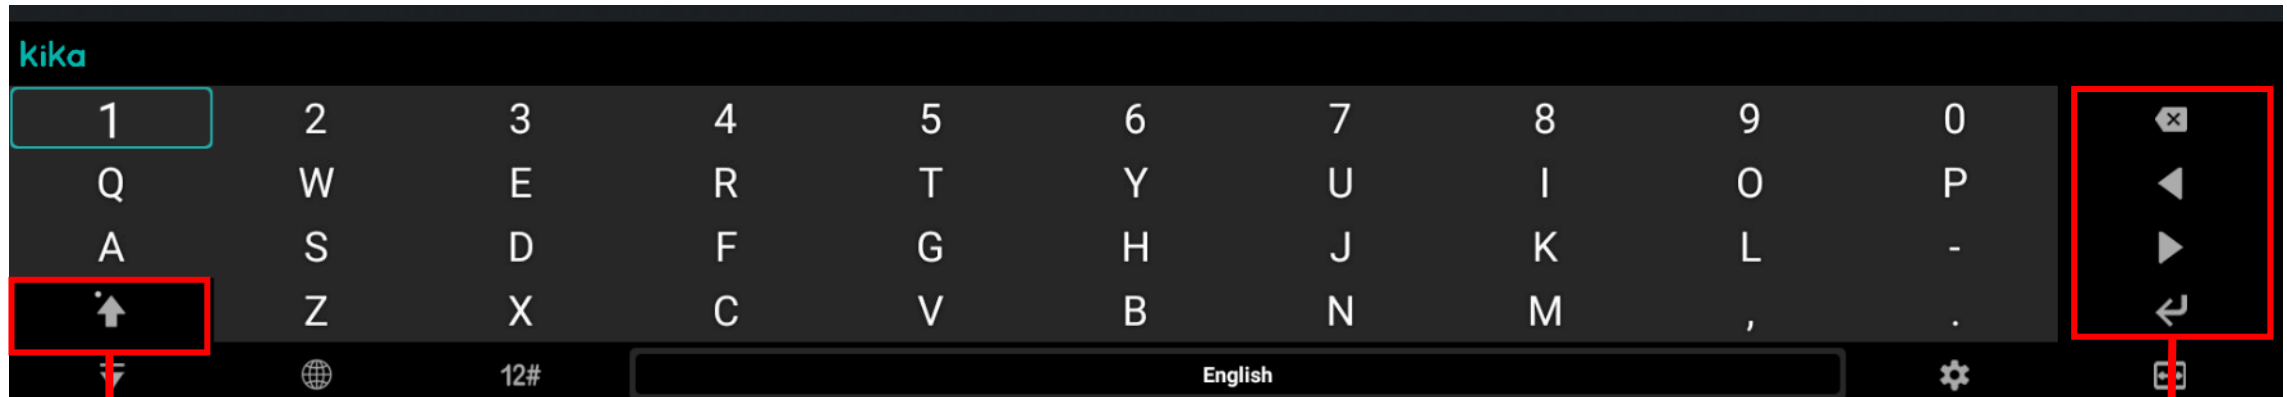 kika
1 2 3 4 5 6 7 8 9 0
Q W E R T Y U I O P
A S D F G H J K L -
Z X C V B N M , .
12# English